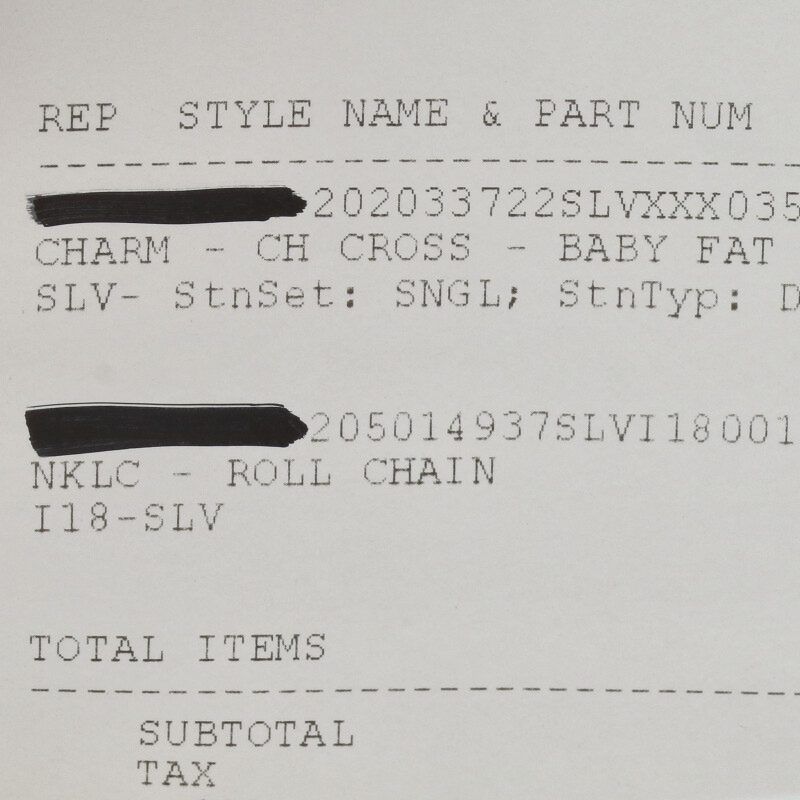 REP STYLE NAME & PART NUM
202033722SLVXXX035
CHARM - CH CROSS - BABY FAT
SLV- StnSet: SNGL; StnTyp: D
205014937SLVI18001
NKLC - ROLL CHAIN
I18-SLV
TOTAL ITEMS
SUBTOTAL
TAX